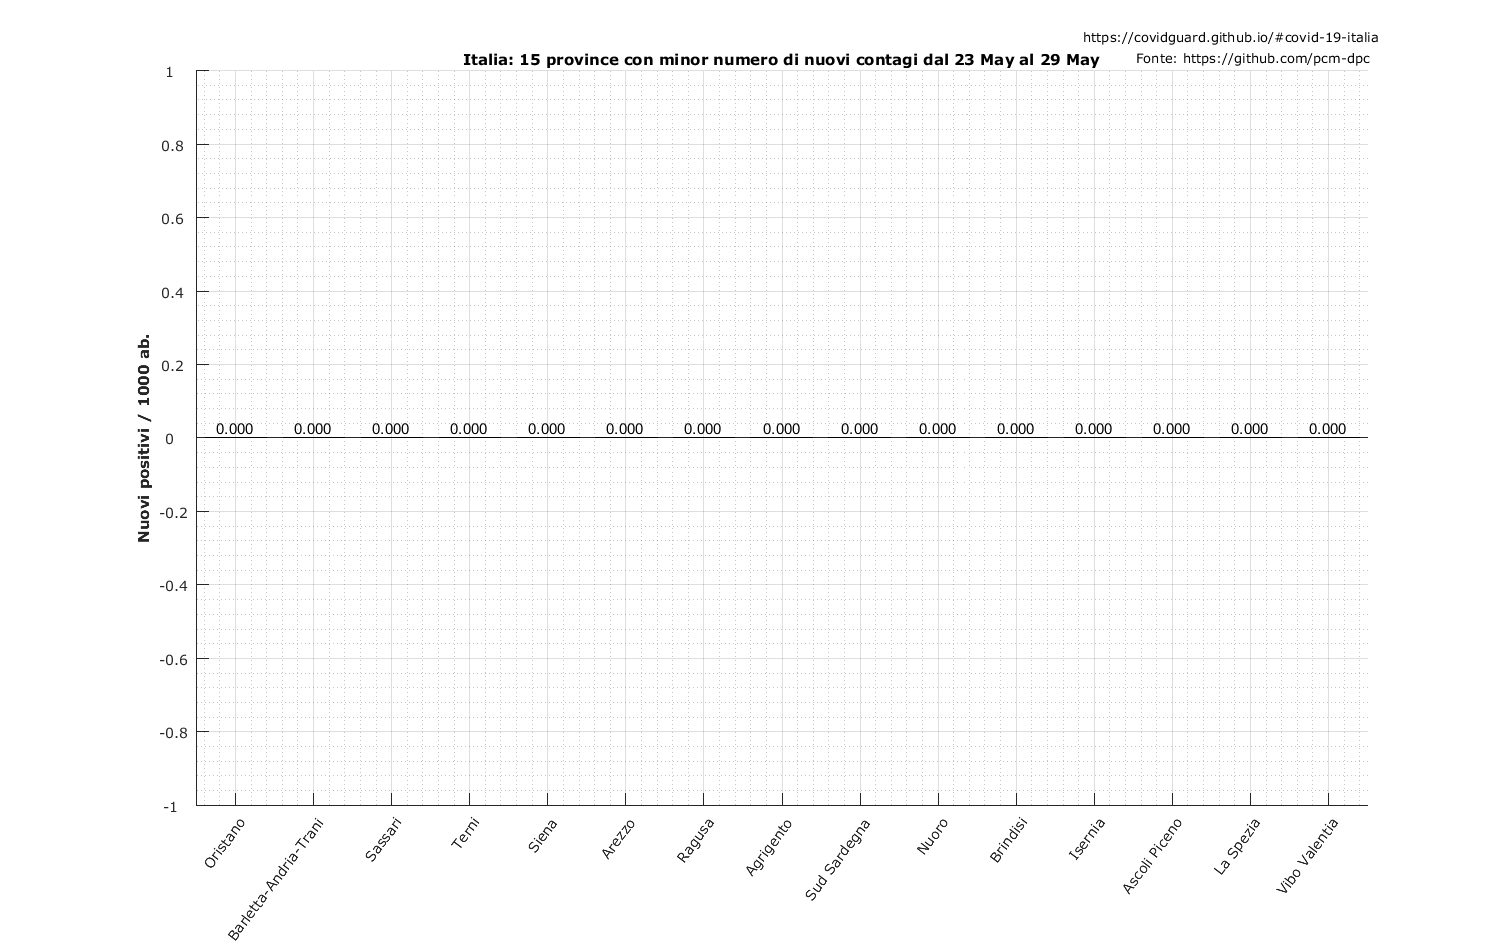 https://covidguard.github.io/#covid-19-italia
Italia: 15 province con minor numero di nuovi contagi dal 23 May al 29 May
Fonte: https://github.com/pcm-dpc
Nuovi positivi / 1000 ab.
1
0.8
0.6
0.4
0.2
0
-0.2
-0.4
-0.6
-0.8
-1
0.000 0.000 0.000 0.000 0.000 0.000 0.000 0.000 0.000 0.000 0.000 0.000 0.000 0.000 0.000
Oristano
Barletta-Andria-Trani
Sassari
Terni
Siena
Arezzo
Ragusa
Agrigento
Sud Sardegna
Nuoro
Brindisi
Isernia
Ascoli Piceno
La Spezia
Vibo Valentia